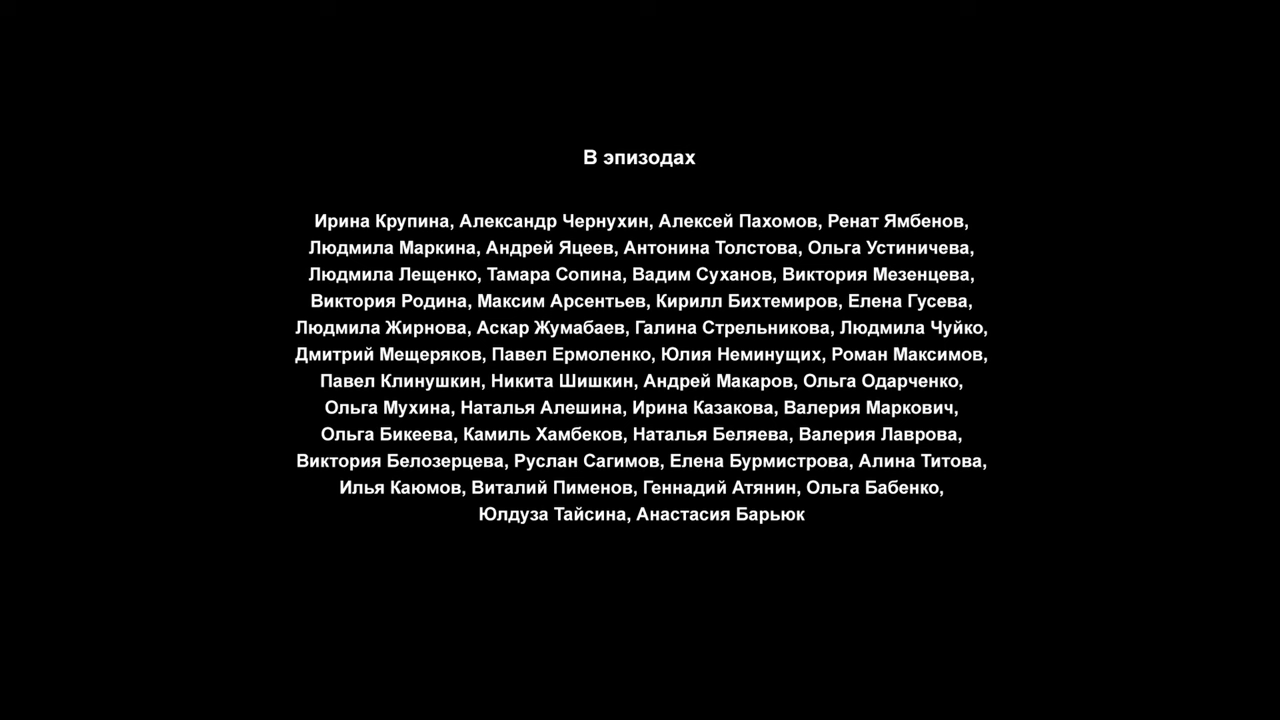 В эпизодах
Ирина Крупина, Александр Чернухин, Алексей Пахомов, Ренат Ямбенов,
Людмила Маркина, Андрей Яцеев, Антонина Толстова, Ольга Устиничева,
Людмила Лещенко, Тамара Сопина, Вадим Суханов, Виктория Мезенцева,
Виктория Родина, Максим Арсентьев, Кирилл Бихтемиров, Елена Гусева,
Людмила Жирнова, Аскар Жумабаев, Галина Стрельникова, Людмила Чуйко,
Дмитрий Мещеряков, Павел Ермоленко, Юлия Неминущих, Роман Максимов,
Павел Клинушкин, Никита Шишкин, Андрей Макаров, Ольга Одарченко,
Ольга Мухина, Наталья Алешина, Ирина Казакова, Валерия Маркович,
Ольга Бикеева, Камиль Хамбеков, Наталья Беляева, Валерия Лаврова,
Виктория Белозерцева, Руслан Сагимов, Елена Бурмистрова, Алина Титова,
Илья Каюмов, Виталий Пименов, Геннадий Атянин, Ольга Бабенко,
Юлдуза Тайсина, Анастасия Барьюк